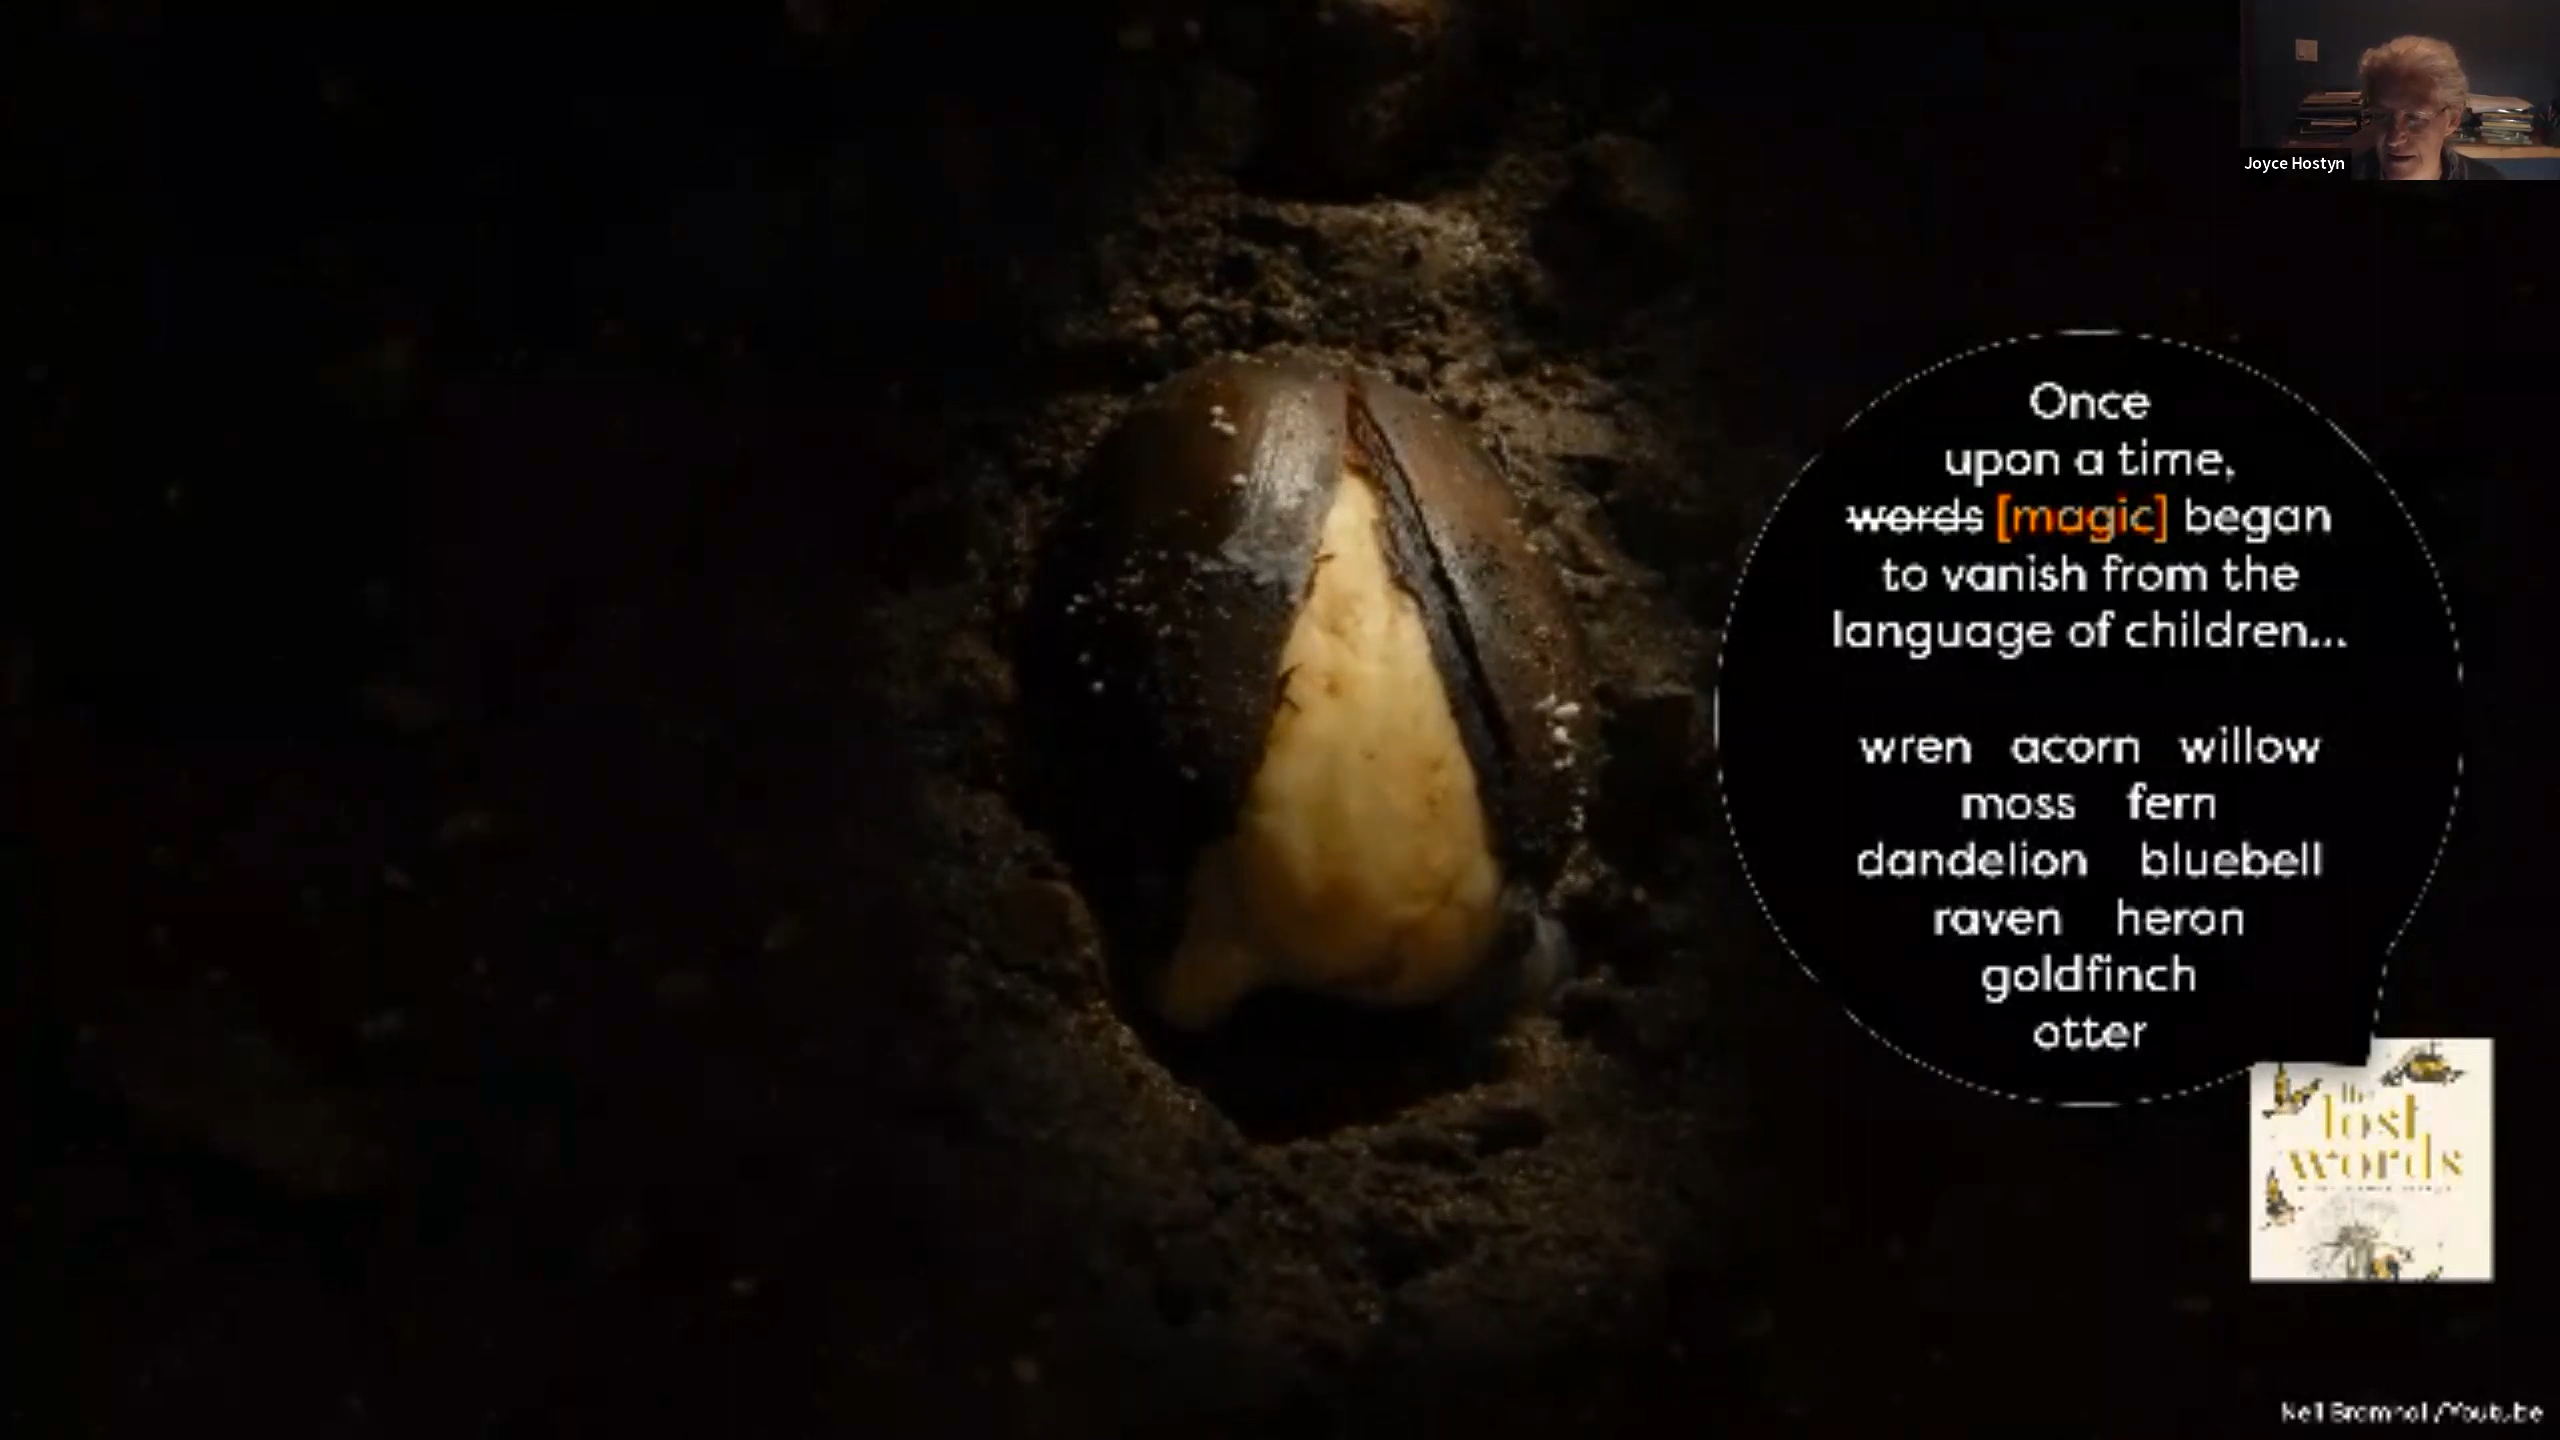 Joyce Hostyn
Once
upon a time,
words [magic] began
to vanish from the
language of children...
wren acorn willow
moss fern
dandelion bluebell
raven heron
goldfinch
otter
the
lost
words
Neil Bromhall /Youtube